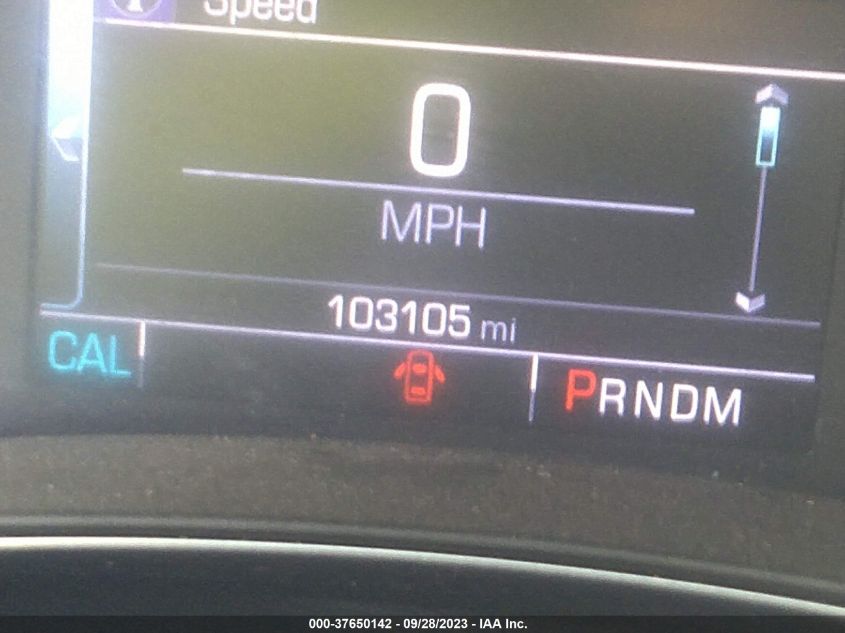 Speed
0
MPH
103105 mi
CAL
PRNDM
000-37650142 - 09/28/2023 - IAA Inc.